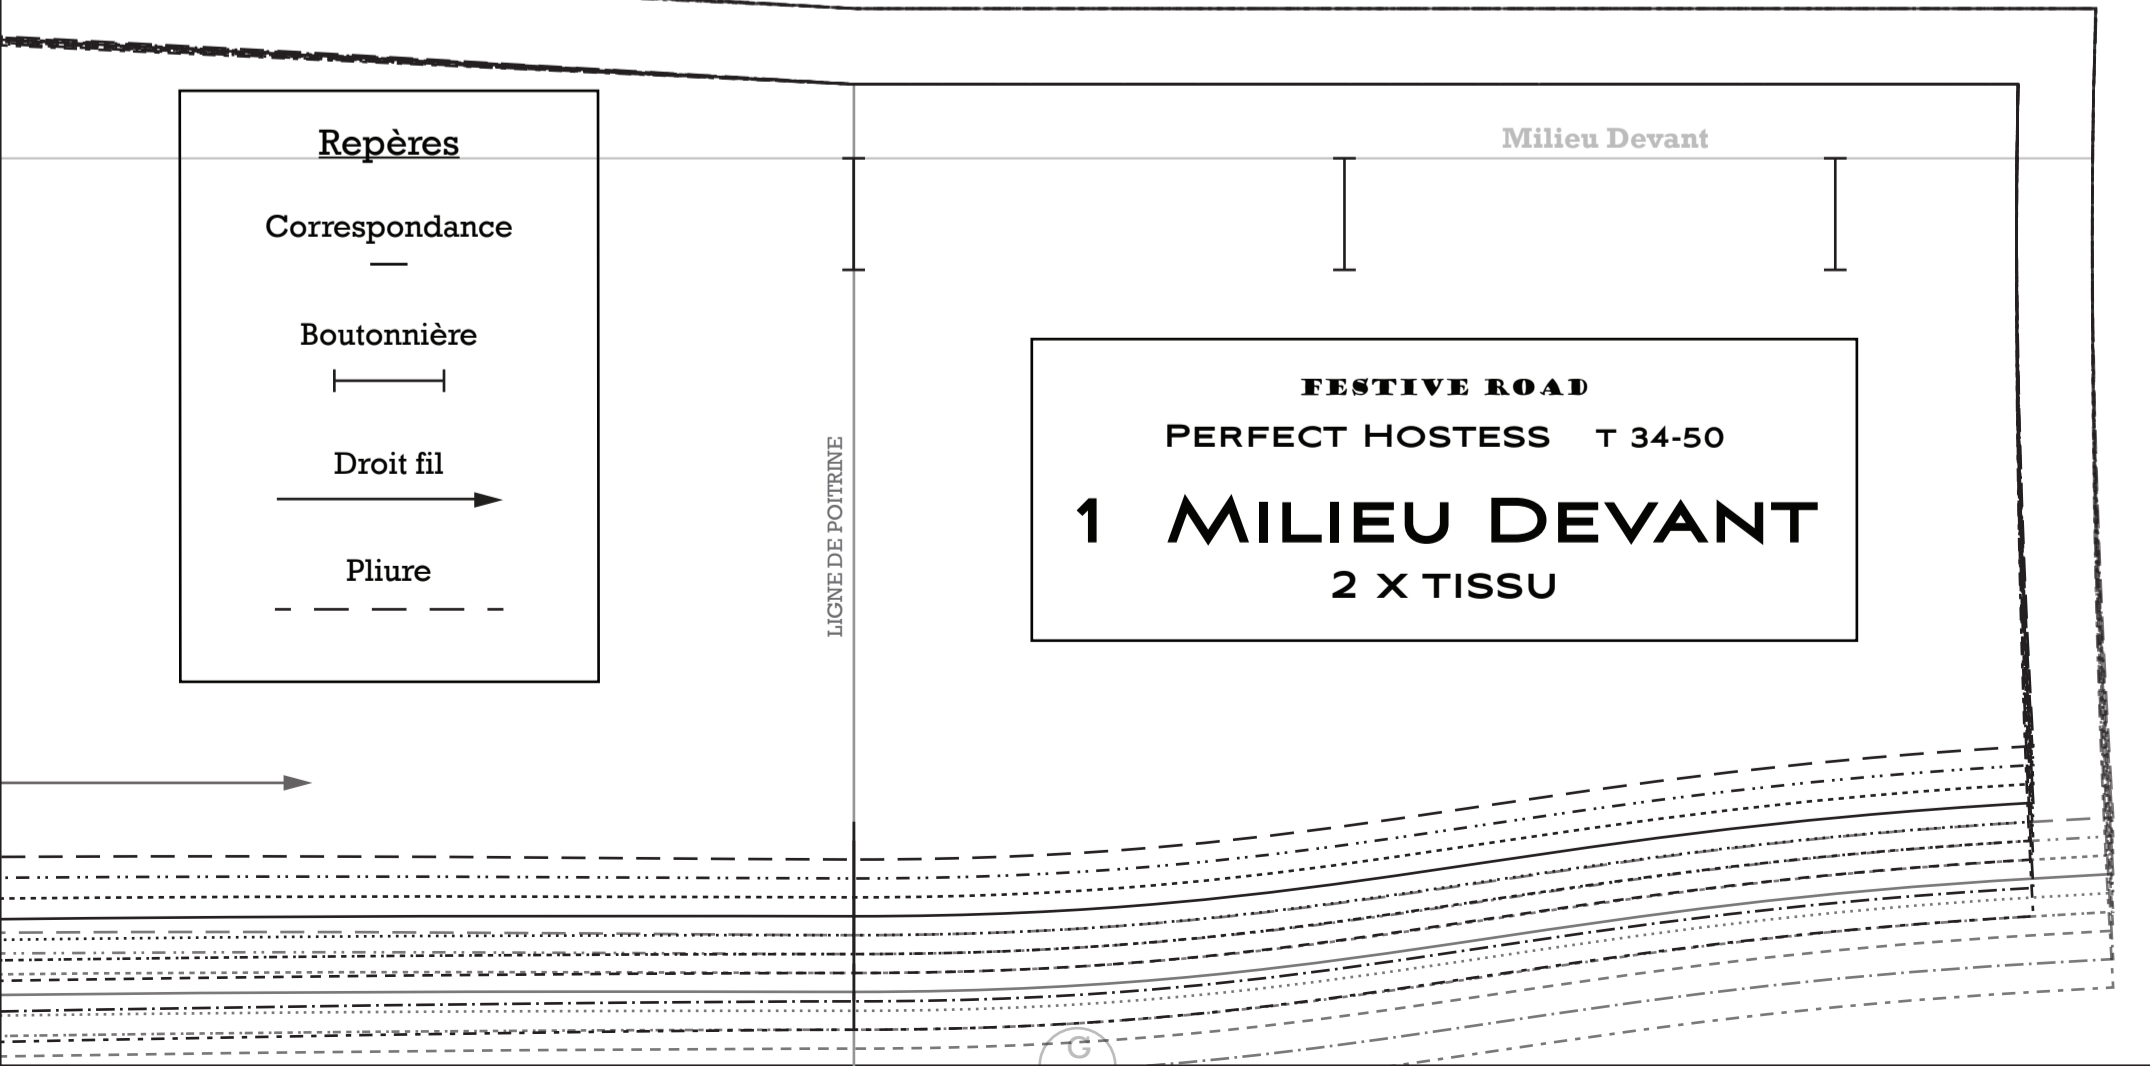 Repères
Correspondance
Boutonnière
Droit fil
Pliure
LIGNE DE POITRINE
Milieu Devant
FESTIVE ROAD
PERFECT HOSTESS T 34-50
1 MILIEU DEVANT
2 X TISSU
G